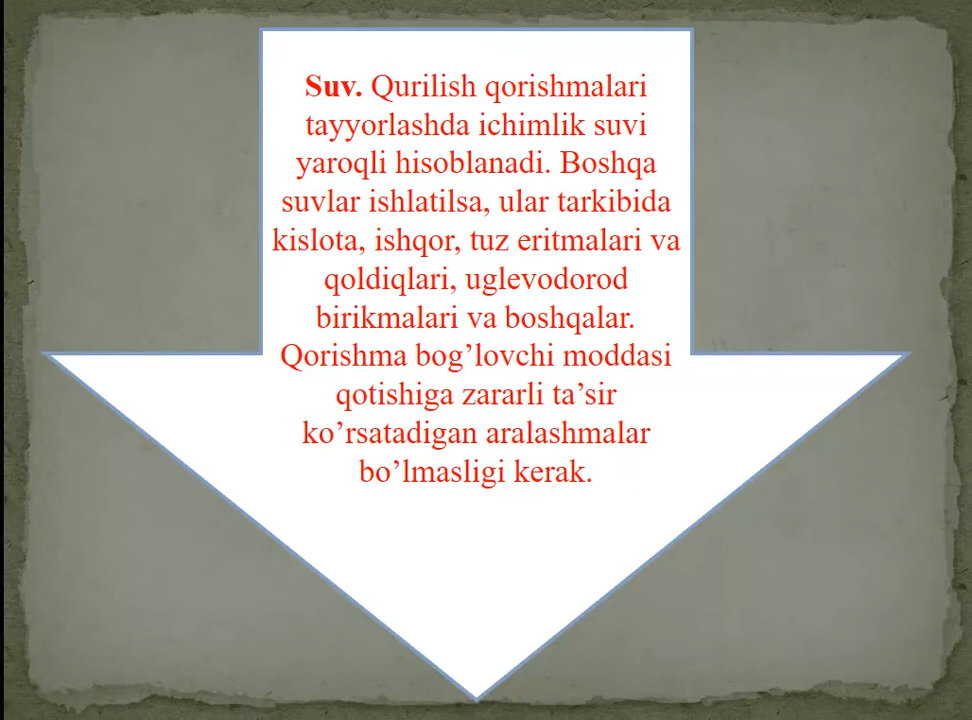 Suv. Qurilish qorishmalari
tayyorlashda ichimlik suvi
yaroqli hisoblanadi. Boshqa
suvlar ishlatilsa, ular tarkibida
kislota, ishqor, tuz eritmalari va
qoldiqlari, uglevodorod
birikmalari va boshqalar.
Qorishma bog’lovchi moddasi
qotishiga zararli ta’sir
ko’rsatadigan aralashmalar
bo’lmasligi kerak.